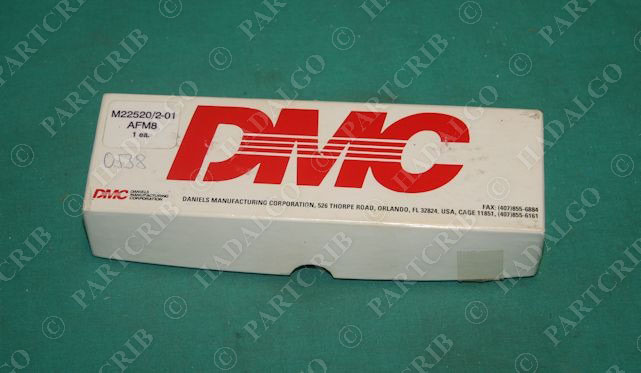 M22520/2-01
AFM8
1 ea.
0538
DMC
DMC DANIELS
MANUFACTURING
CORPORATION
DANIELS MANUFACTURING CORPORATION, 526 THORPE ROAD, ORLANDO, FL 32824, USA, CAGE 11851, (407)855-6161
FAX: (407)855-6884
© PARTCRIB
© HADALGO